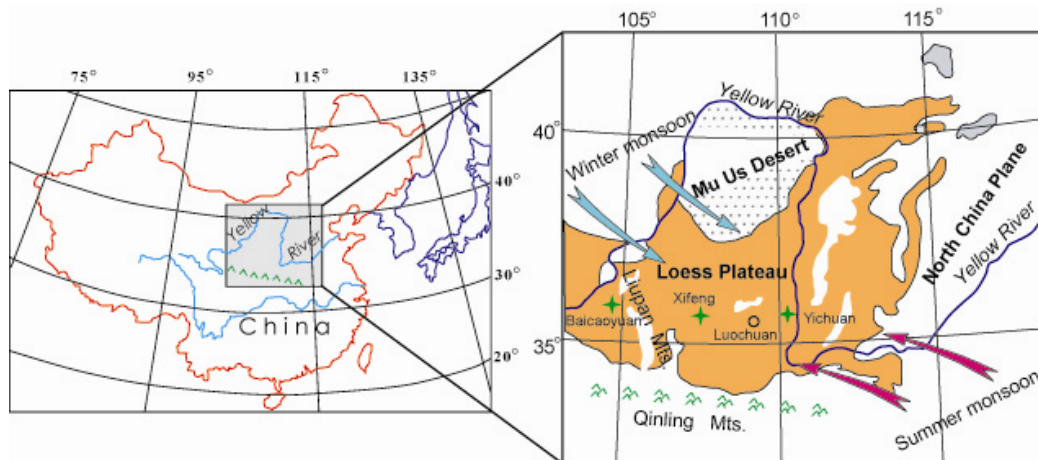 75°
95°
115°
135°
40°
30°
20°
Yellow
River
China
105°
110°
115°
40°
35°
Yellow River
Winter monsoon
Mu Us Desert
North China Plane
Yellow River
Loess Plateau
Liupan Mts.
Xifeng
Baicaoyuan
Luochuan
Yichuan
Qinling Mts.
Summer monsoon